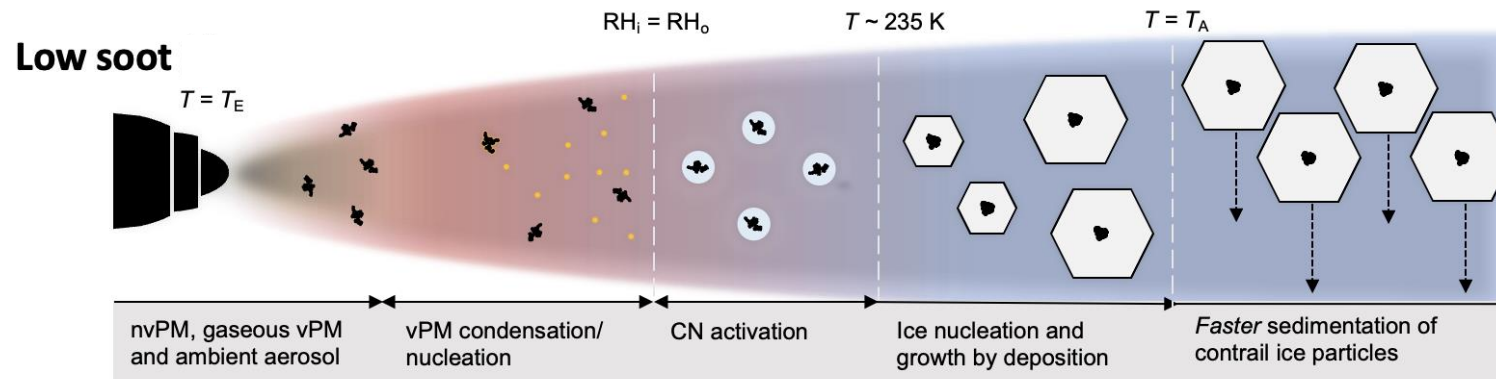 Low soot
T = T_E
RH_i = RH_o
T ~ 235 K
T = T_A
nvPM, gaseous vPM
and ambient aerosol
vPM condensation/
nucleation
CN activation
Ice nucleation and
growth by deposition
Faster sedimentation of
contrail ice particles